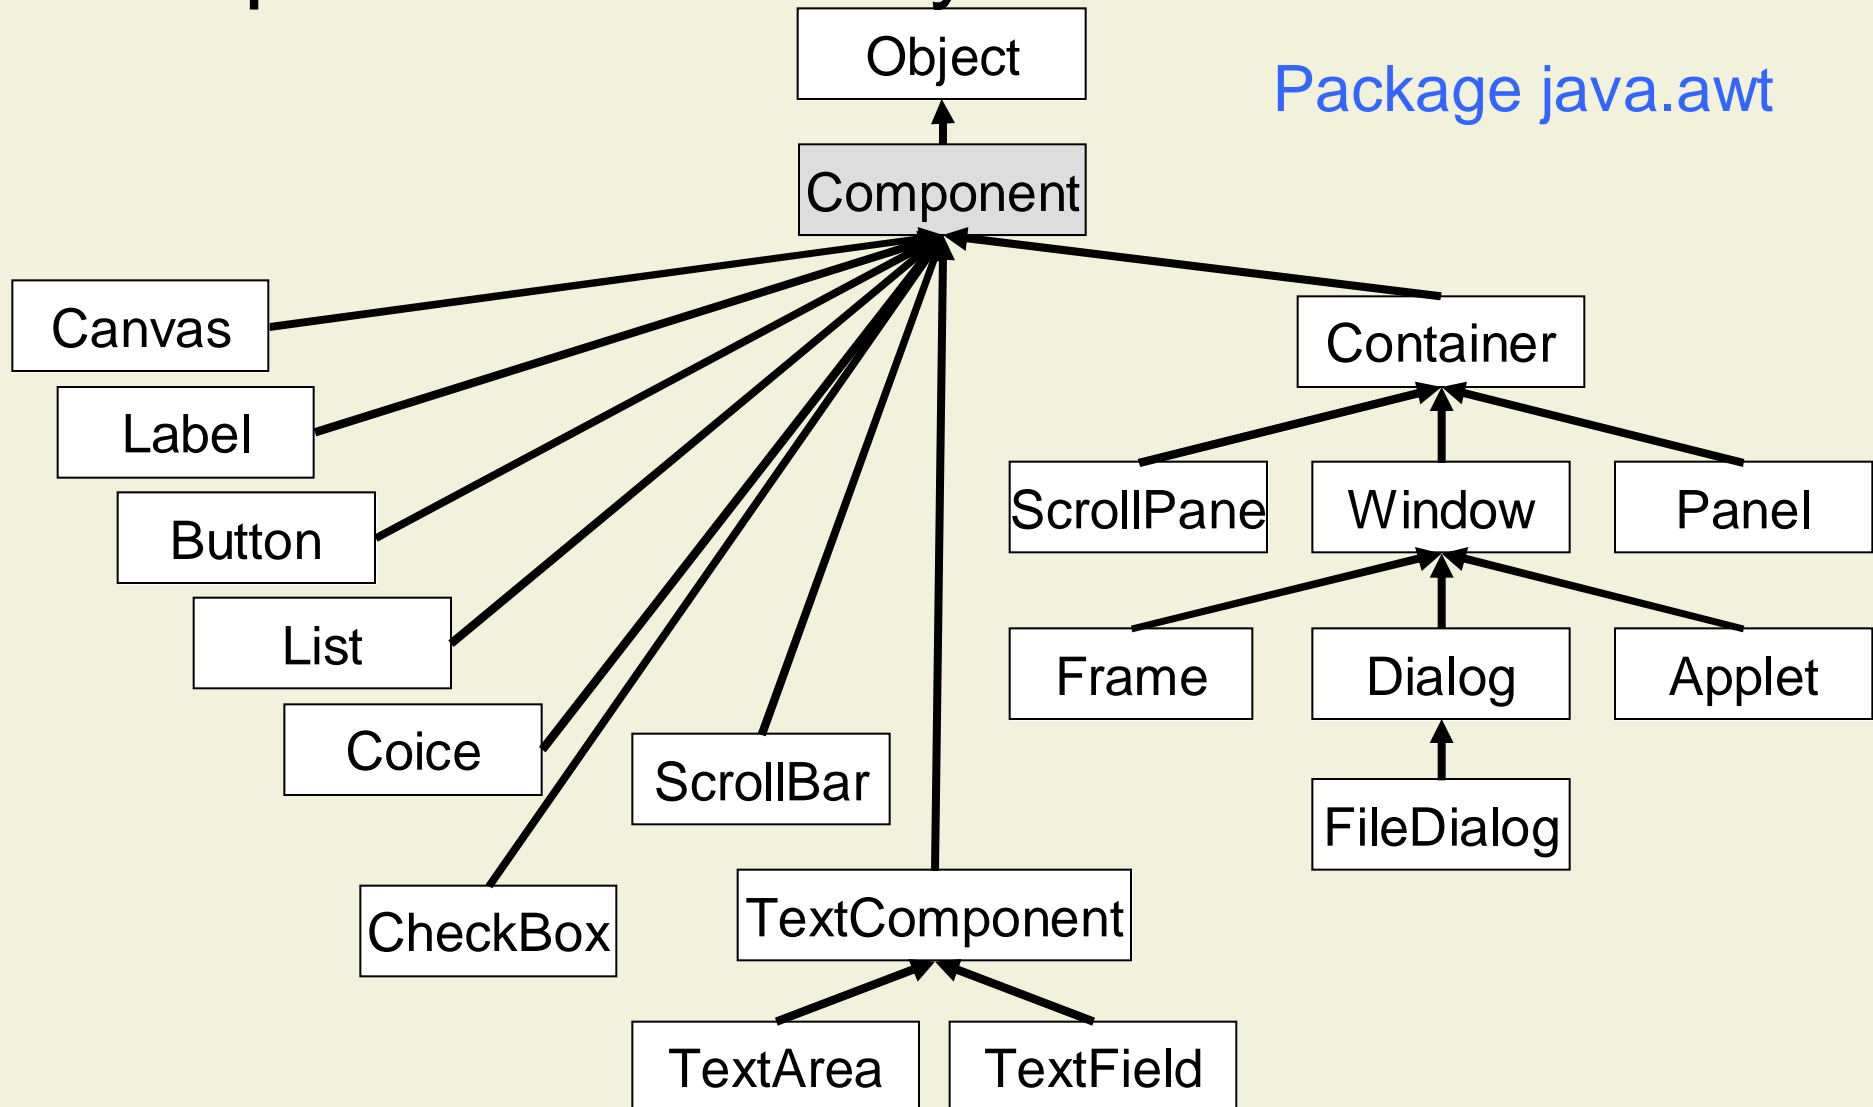 Object
Package java.awt
Component
Canvas
Container
Label
ScrollPane
Window
Panel
Button
List
Frame
Dialog
Applet
Coice
ScrollBar
FileDialog
CheckBox
TextComponent
TextArea
TextField